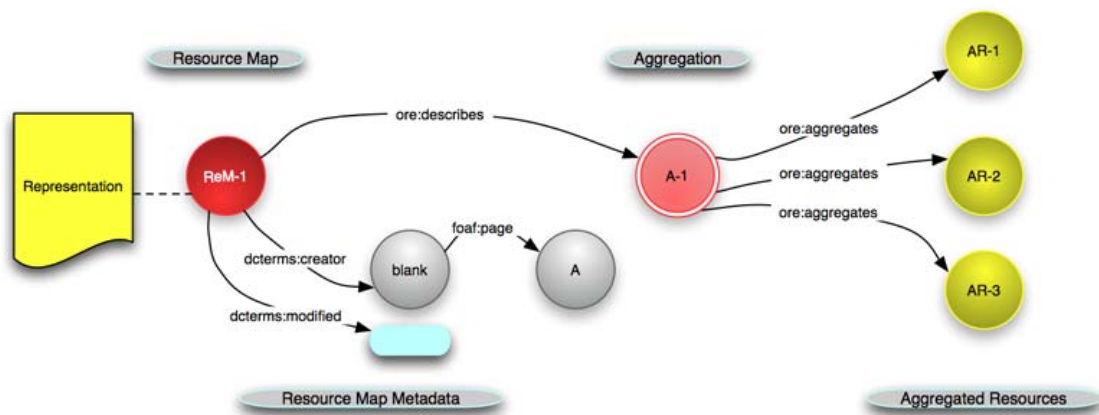 Resource Map
Aggregation
AR-1
ore:describes
ore:aggregates
Representation
ReM-1
A-1
ore:aggregates
AR-2
ore:aggregates
foaf:page
dcterms:creator
blank
A
AR-3
dcterms:modified
Resource Map Metadata
Aggregated Resources